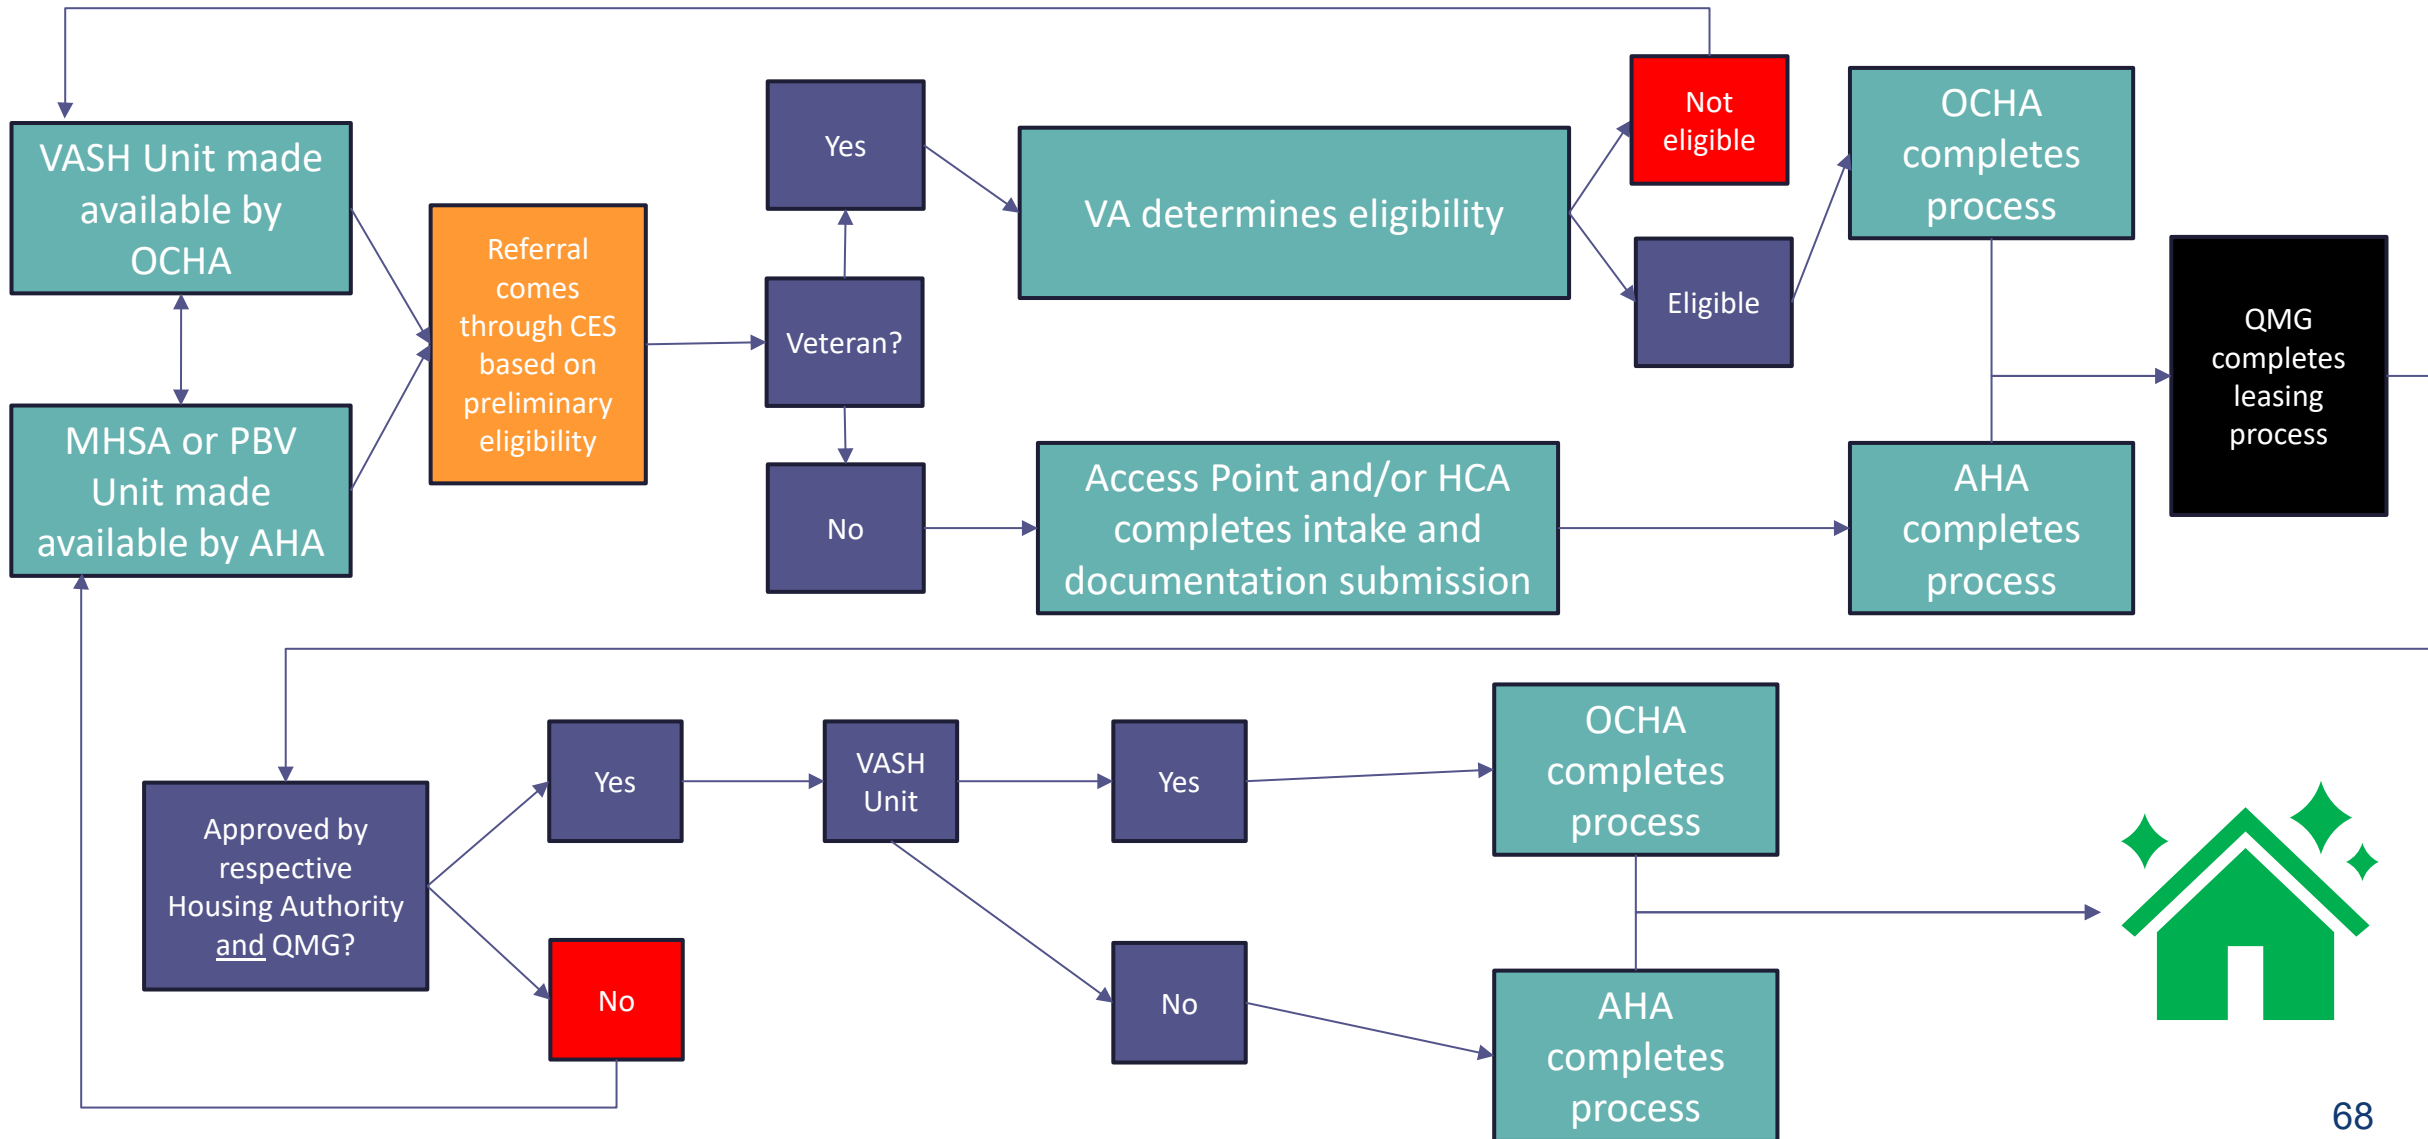 VASH Unit made
available by
OCHA
MHSA or PBV
Unit made
available by AHA
Referral
comes
through CES
based on
preliminary
eligibility
Veteran?
Yes
No
VA determines eligibility
Access Point and/or HCA
completes intake and
documentation submission
Not
eligible
Eligible
OCHA
completes
process
AHA
completes
process
QMG
completes
leasing
process
Approved by
respective
Housing Authority
and QMG?
Yes
No
VASH
Unit
Yes
No
OCHA
completes
process
AHA
completes
process
68